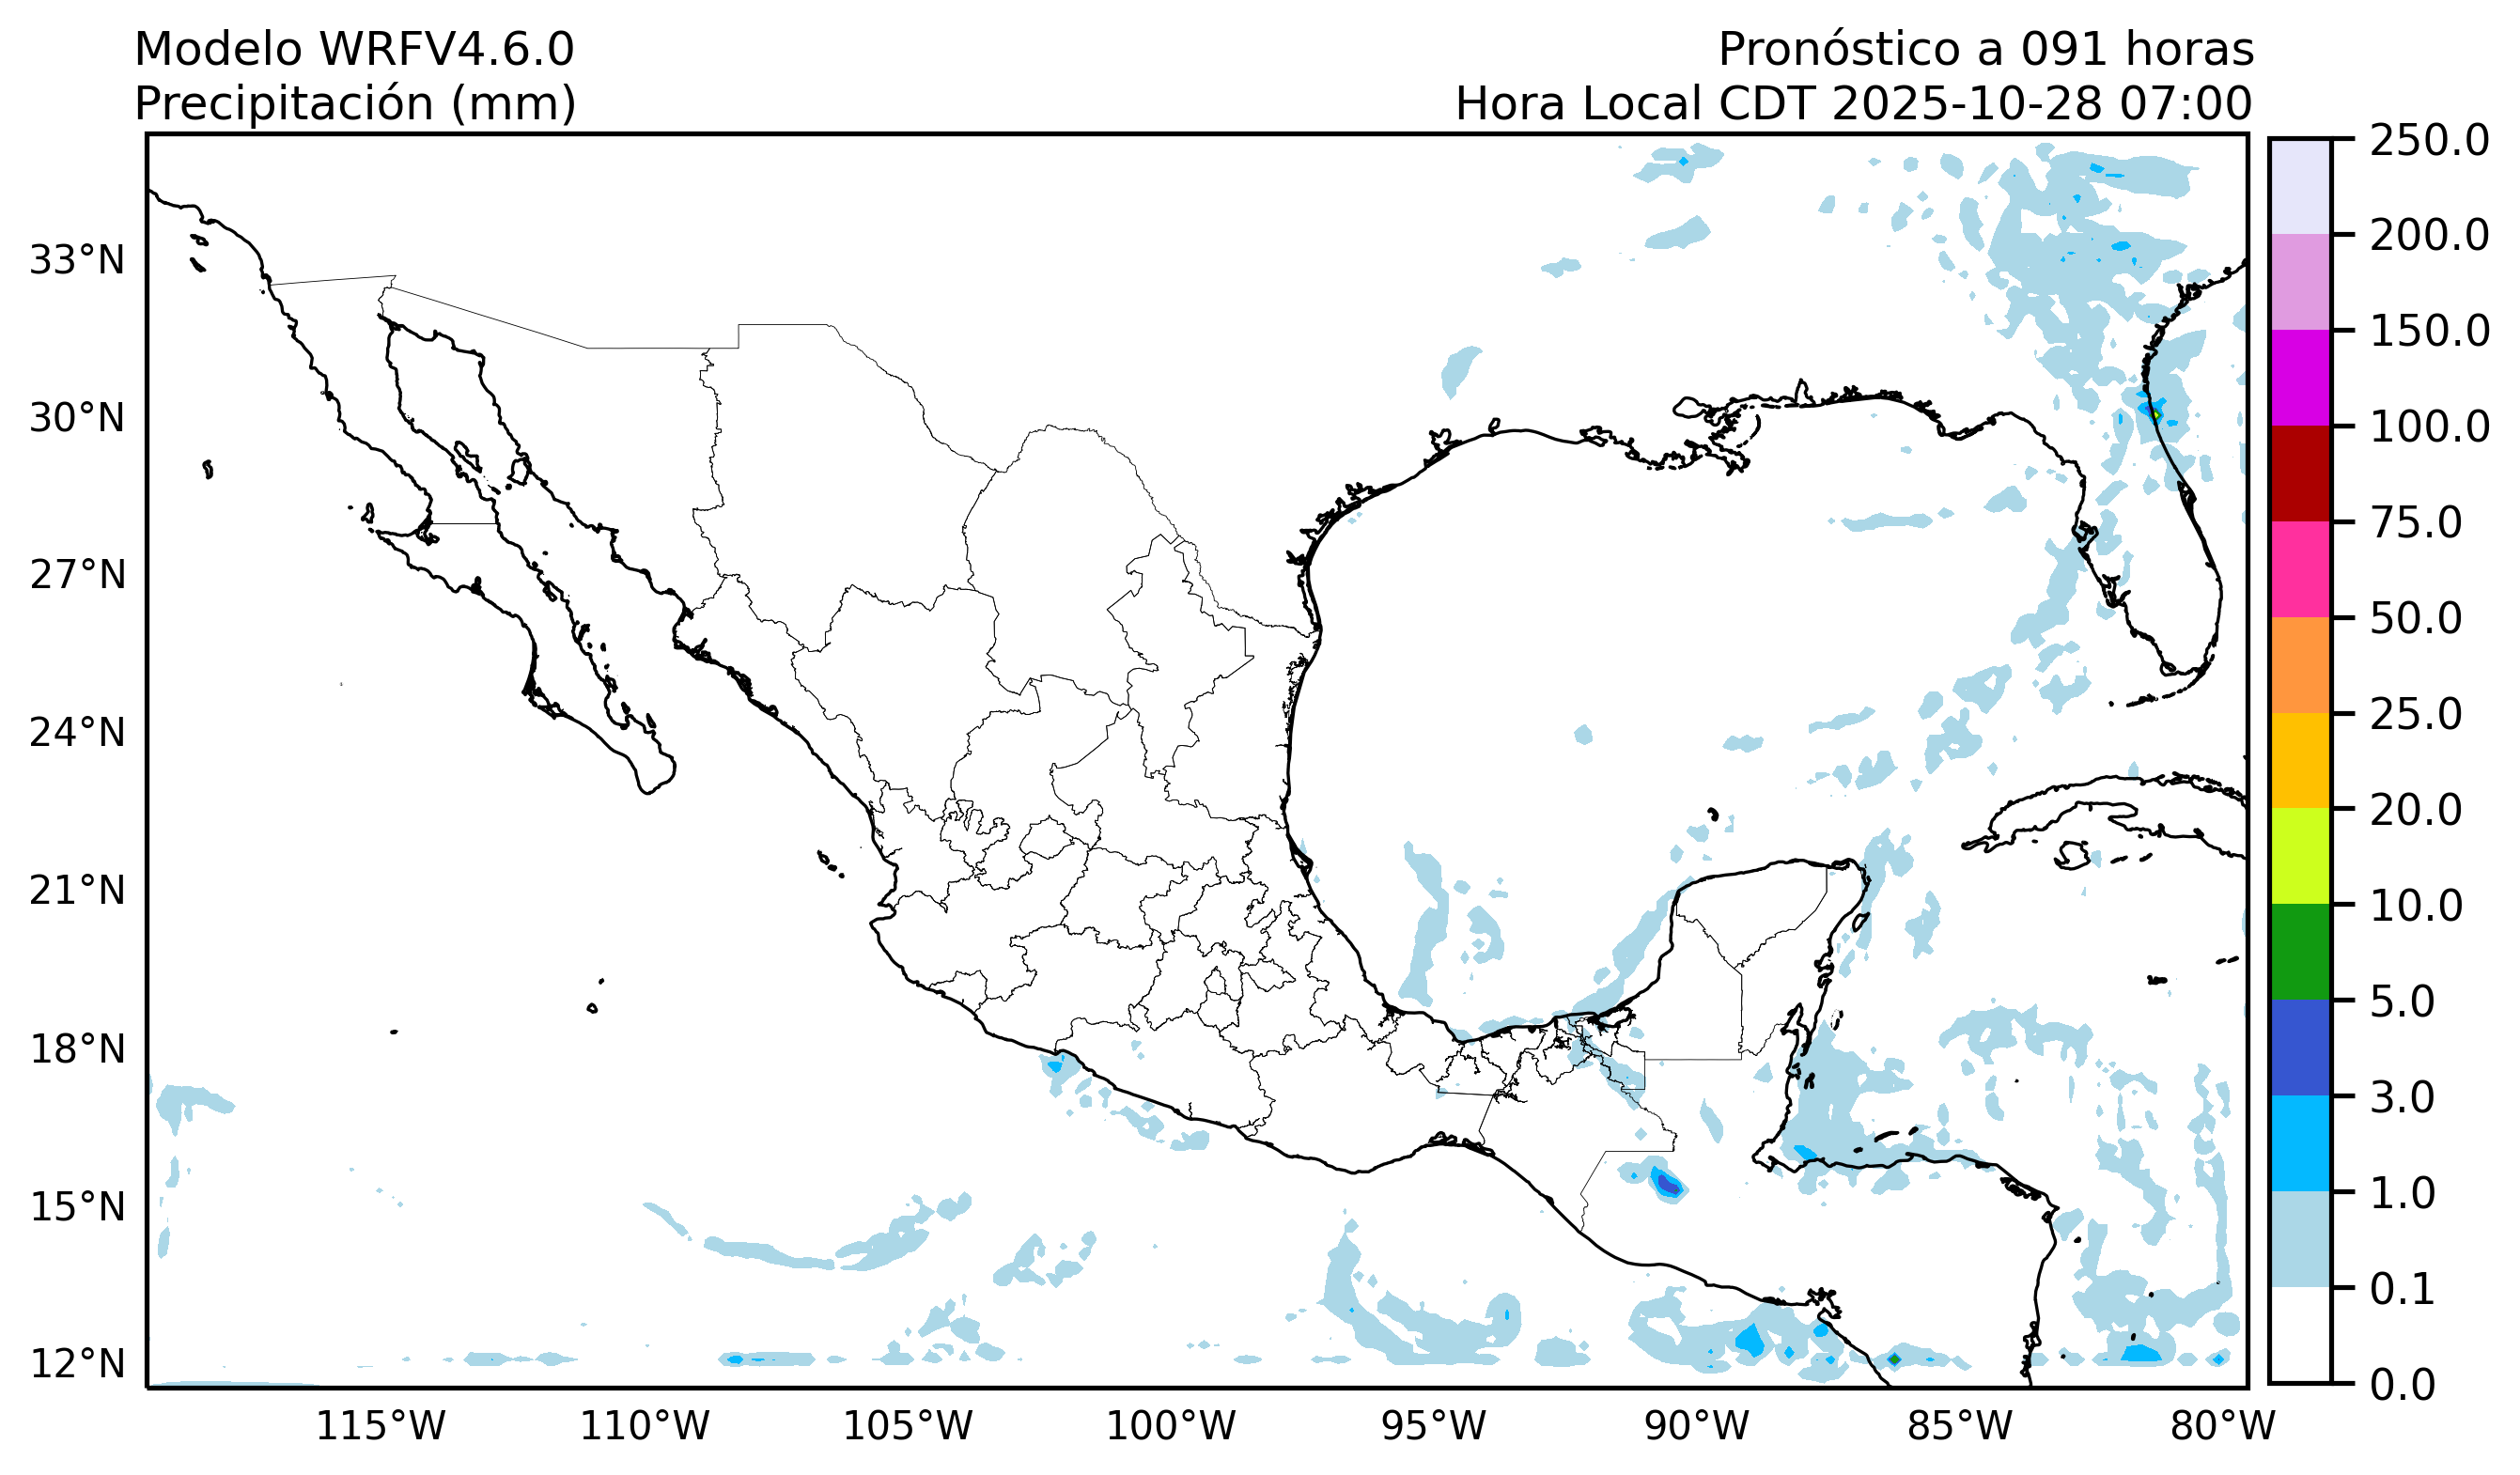 Modelo WRFV4.6.0
Precipitación (mm)
Pronóstico a 091 horas
Hora Local CDT 2025-10-28 07:00
33°N
30°N
27°N
24°N
21°N
18°N
15°N
12°N
115°W
110°W
105°W
100°W
95°W
90°W
85°W
80°W
250.0
200.0
150.0
100.0
75.0
50.0
25.0
20.0
10.0
5.0
3.0
1.0
0.1
0.0